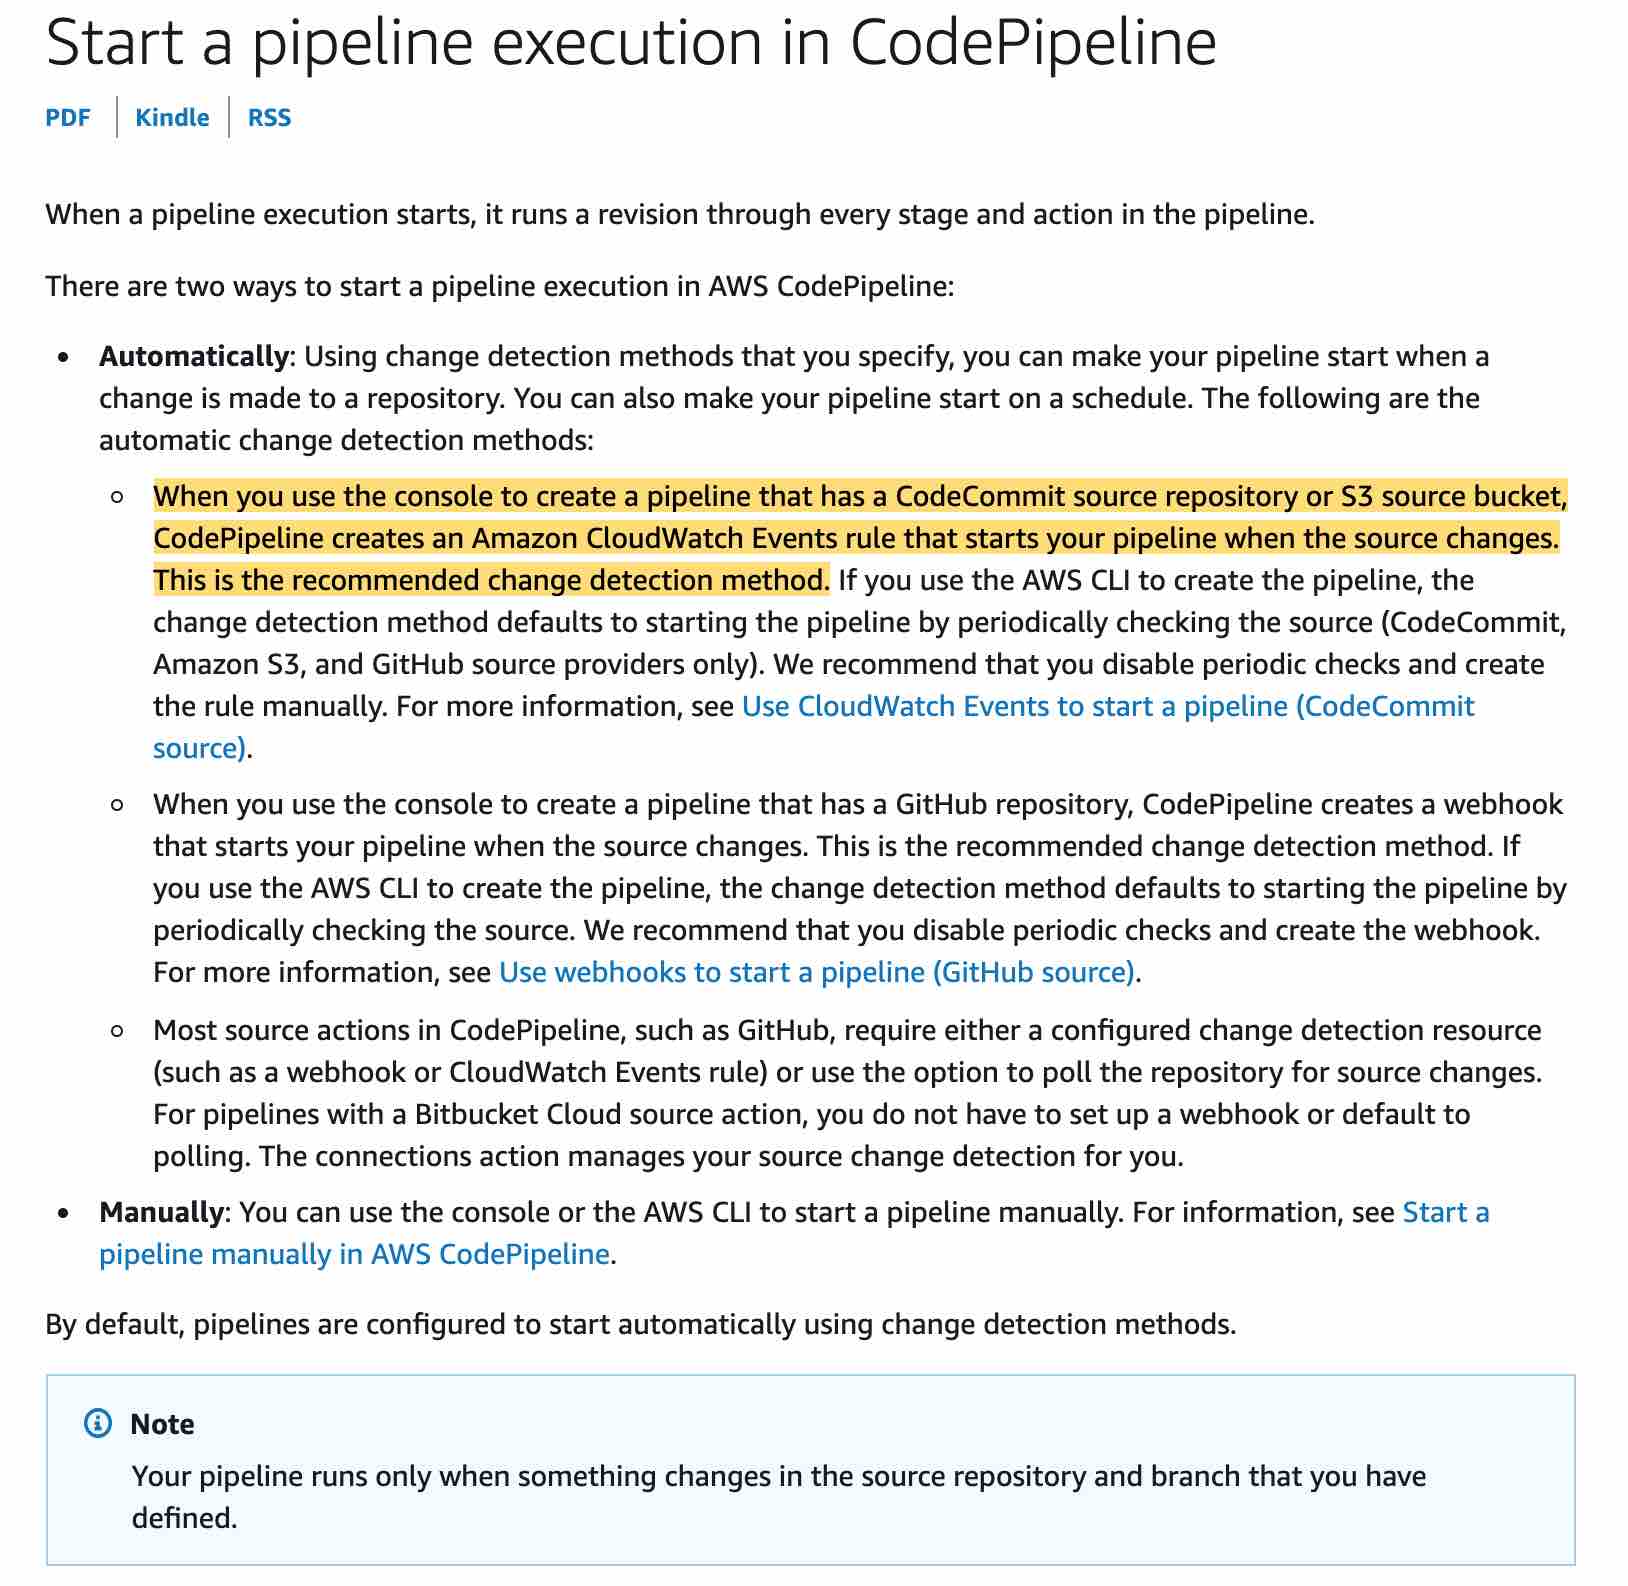 Start a pipeline execution in CodePipeline
PDF | Kindle | RSS
When a pipeline execution starts, it runs a revision through every stage and action in the pipeline.
There are two ways to start a pipeline execution in AWS CodePipeline:
• Automatically: Using change detection methods that you specify, you can make your pipeline start when a
change is made to a repository. You can also make your pipeline start on a schedule. The following are the
automatic change detection methods:
◦ When you use the console to create a pipeline that has a CodeCommit source repository or S3 source bucket,
CodePipeline creates an Amazon CloudWatch Events rule that starts your pipeline when the source changes.
This is the recommended change detection method. If you use the AWS CLI to create the pipeline, the
change detection method defaults to starting the pipeline by periodically checking the source (CodeCommit,
Amazon S3, and GitHub source providers only). We recommend that you disable periodic checks and create
the rule manually. For more information, see Use CloudWatch Events to start a pipeline (CodeCommit
source).
◦ When you use the console to create a pipeline that has a GitHub repository, CodePipeline creates a webhook
that starts your pipeline when the source changes. This is the recommended change detection method. If
you use the AWS CLI to create the pipeline, the change detection method defaults to starting the pipeline by
periodically checking the source. We recommend that you disable periodic checks and create the webhook.
For more information, see Use webhooks to start a pipeline (GitHub source).
◦ Most source actions in CodePipeline, such as GitHub, require either a configured change detection resource
(such as a webhook or CloudWatch Events rule) or use the option to poll the repository for source changes.
For pipelines with a Bitbucket Cloud source action, you do not have to set up a webhook or default to
polling. The connections action manages your source change detection for you.
• Manually: You can use the console or the AWS CLI to start a pipeline manually. For information, see Start a
pipeline manually in AWS CodePipeline.
By default, pipelines are configured to start automatically using change detection methods.
Note
Your pipeline runs only when something changes in the source repository and branch that you have
defined.